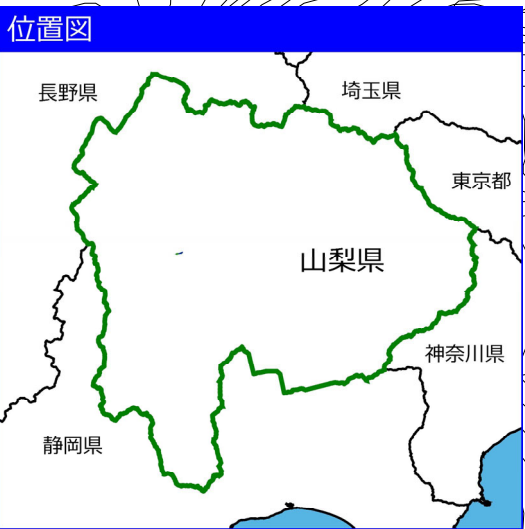 位置図
長野県
埼玉県
東京都
山梨県
神奈川県
静岡県